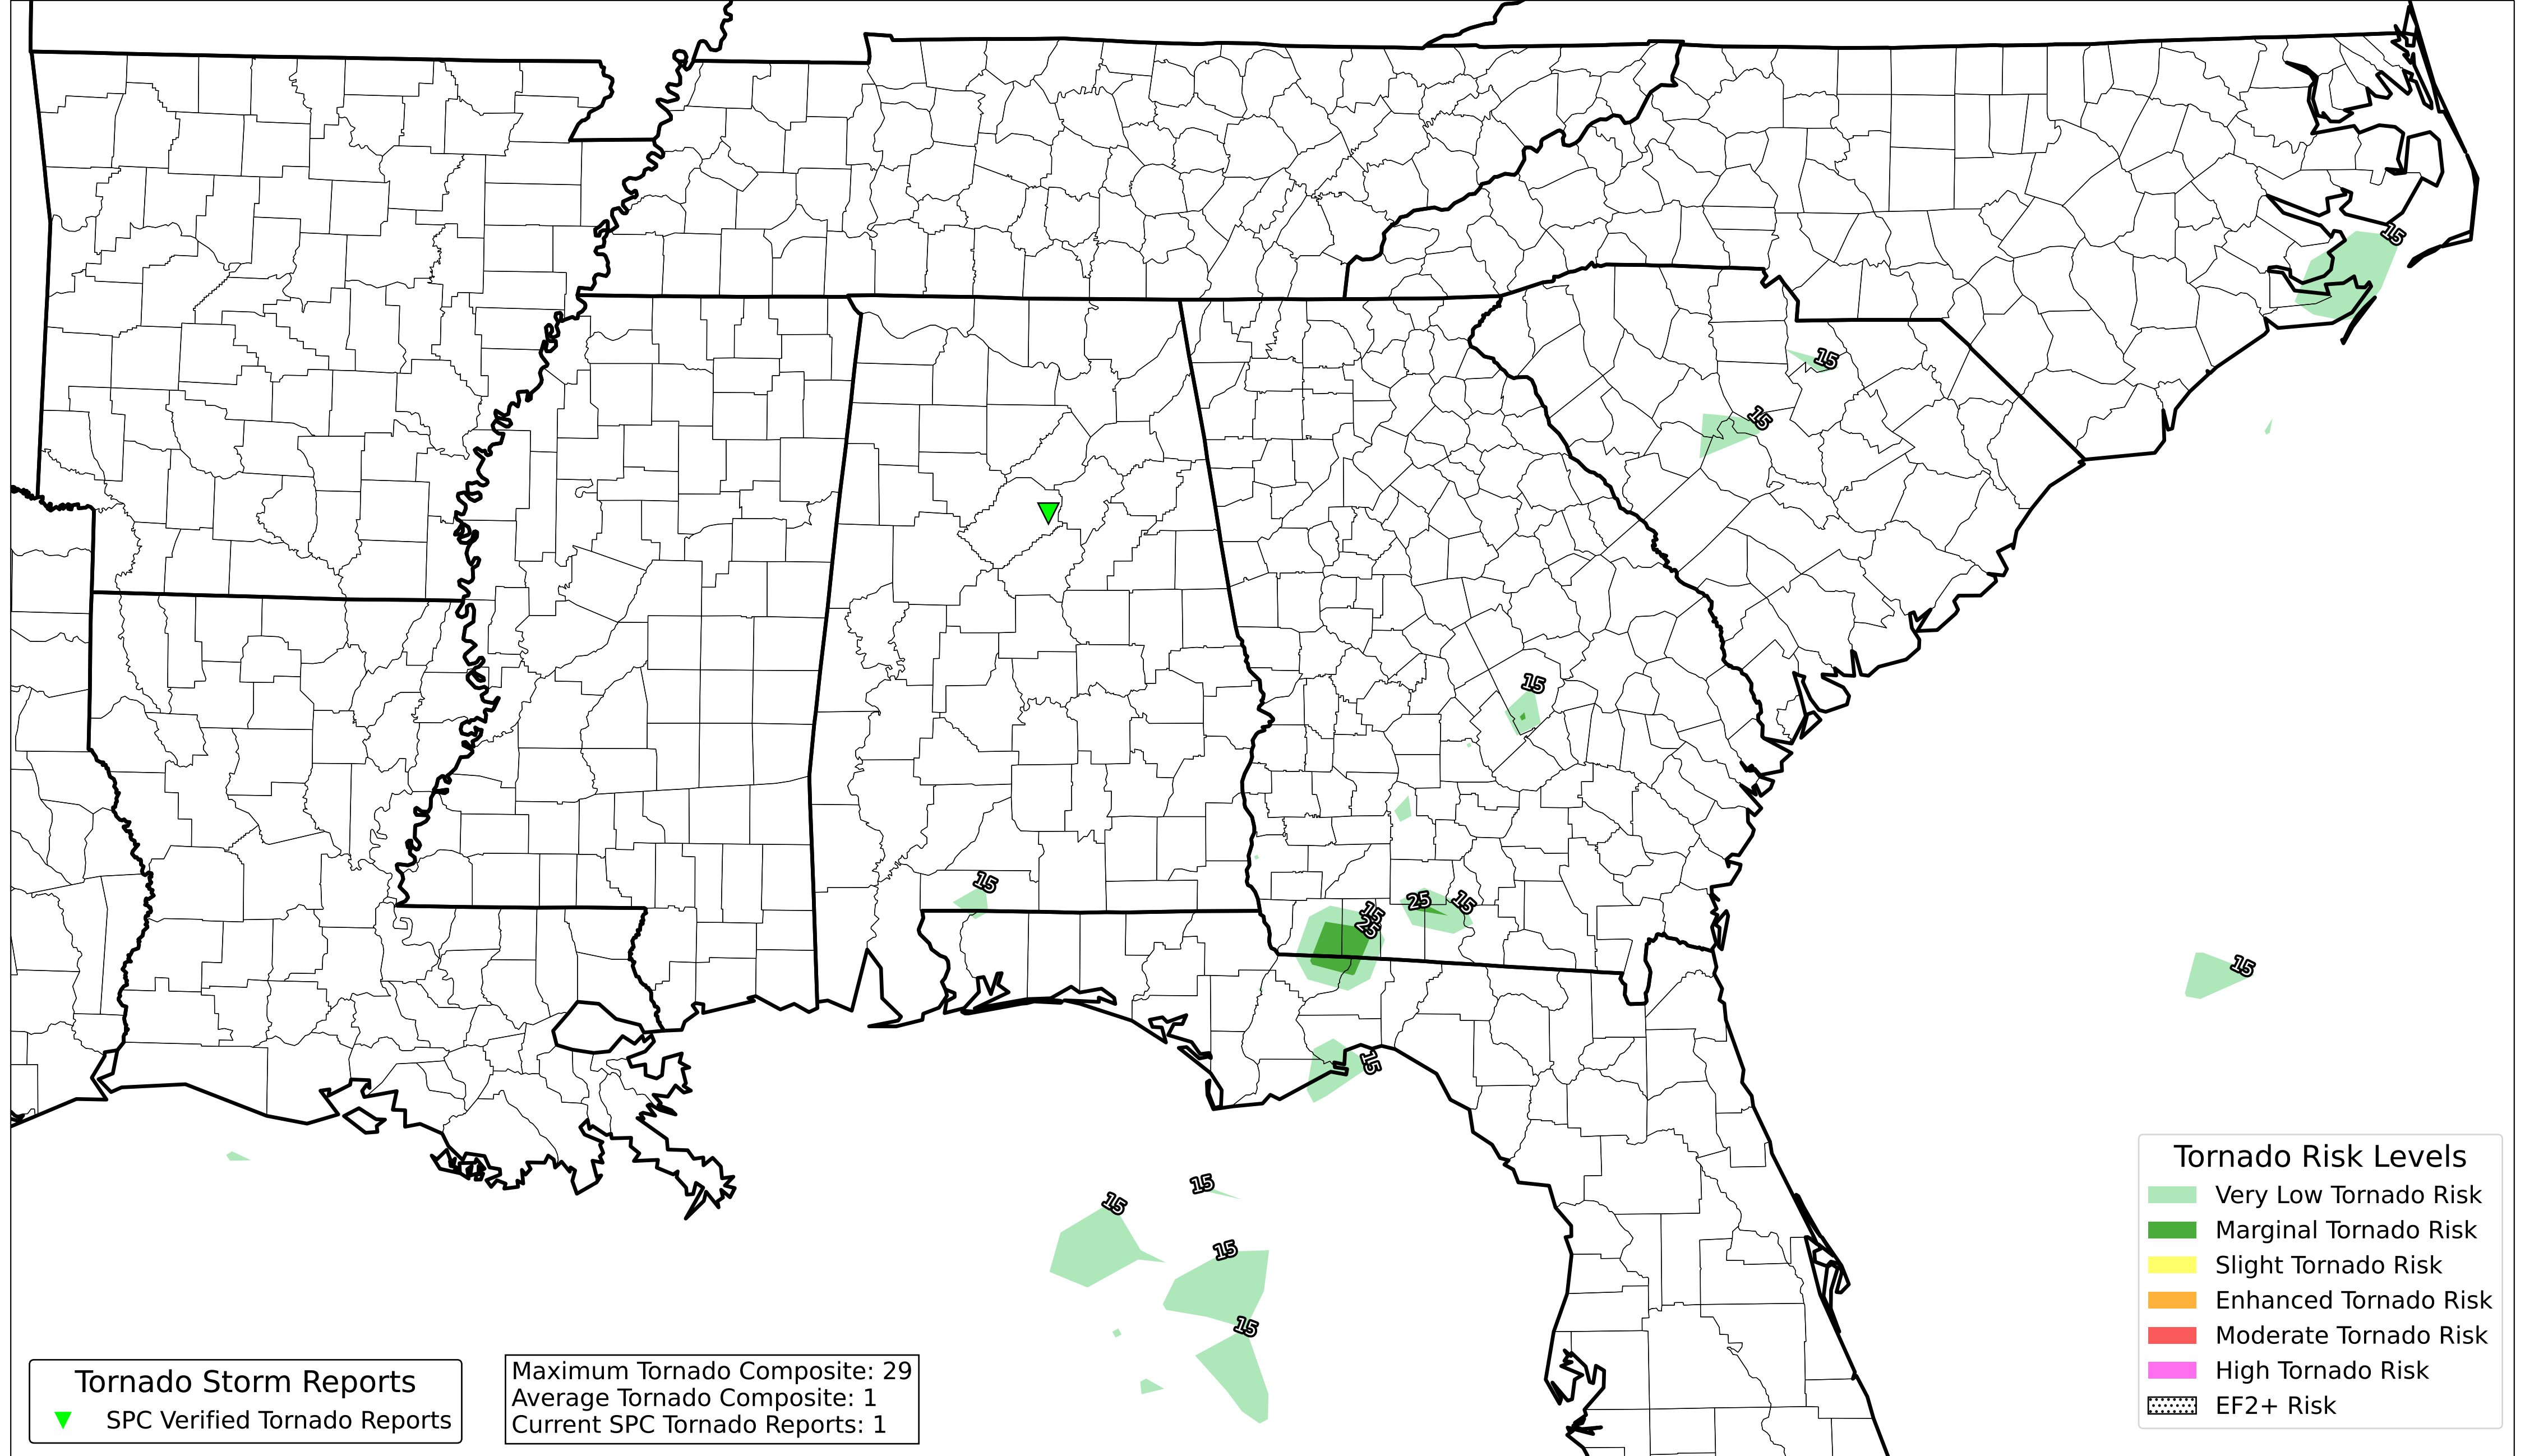 15
15
15
15
15
25
15
15
25
15
15
15
15
15
15
Tornado Risk Levels
Very Low Tornado Risk
Marginal Tornado Risk
Slight Tornado Risk
Enhanced Tornado Risk
Moderate Tornado Risk
High Tornado Risk
EF2+ Risk
Tornado Storm Reports
SPC Verified Tornado Reports
Maximum Tornado Composite: 29
Average Tornado Composite: 1
Current SPC Tornado Reports: 1